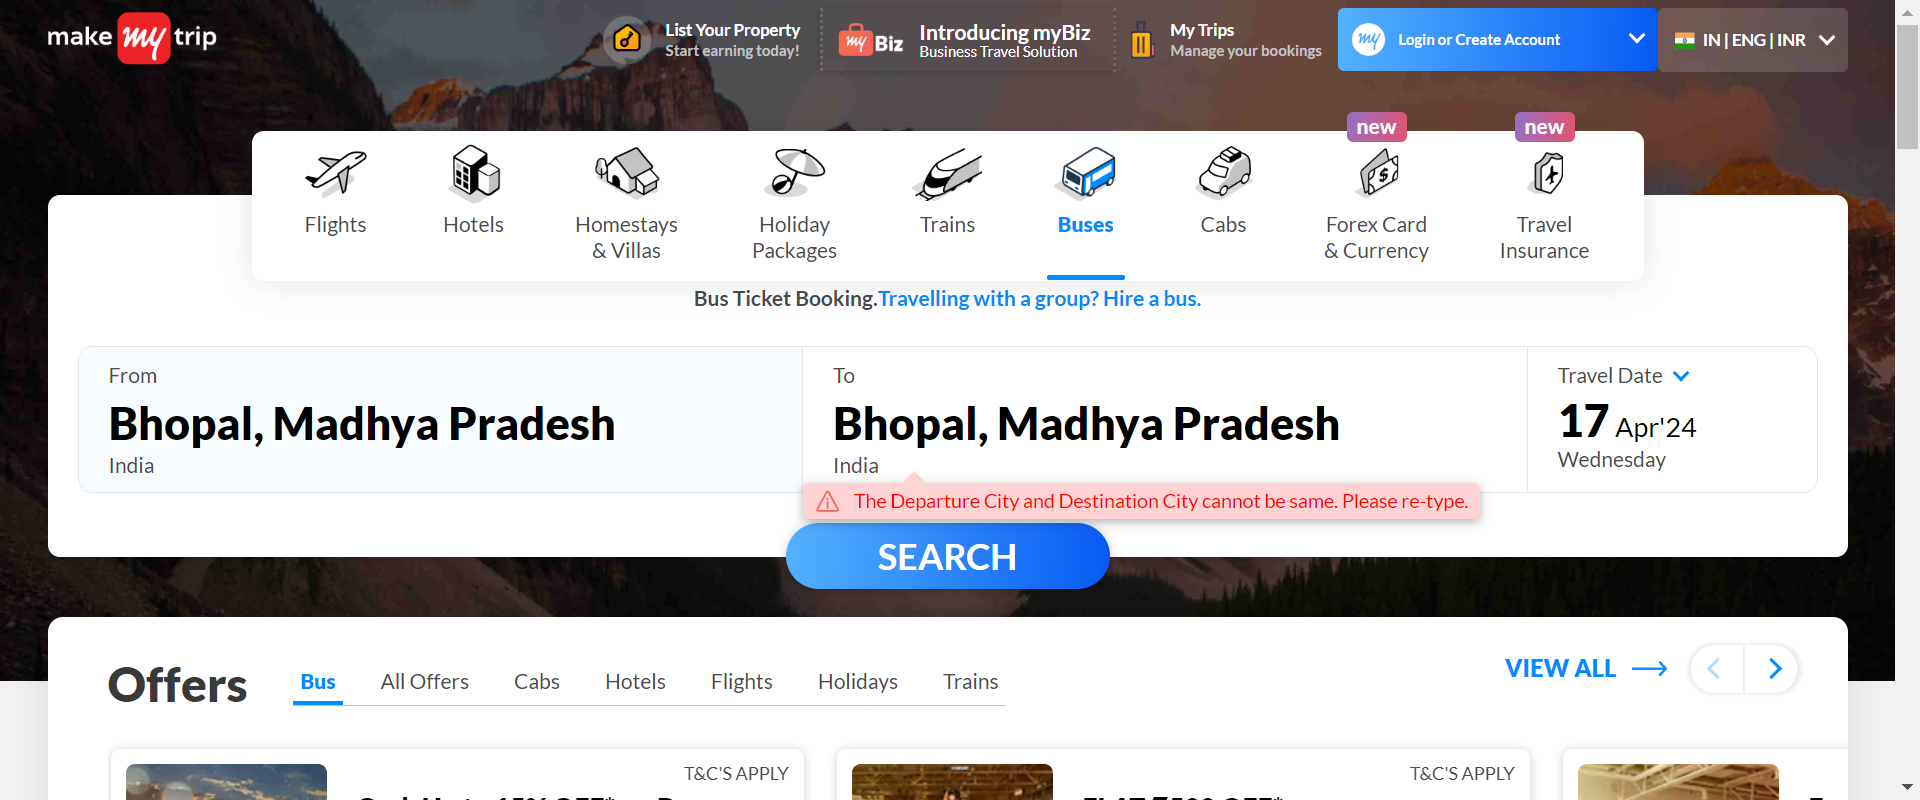 make my trip
List Your Property
Start earning today!
my Biz
Introducing myBiz
Business Travel Solution
My Trips
Manage your bookings
my
Login or Create Account
IN | ENG | INR
new
new
Flights
Hotels
Homestays
& Villas
Holiday
Packages
Trains
Buses
Cabs
Forex Card
& Currency
Travel
Insurance
Bus Ticket Booking.Travelling with a group? Hire a bus.
From
Bhopal, Madhya Pradesh
India
To
Bhopal, Madhya Pradesh
India
Travel Date
17 Apr'24
Wednesday
The Departure City and Destination City cannot be same. Please re-type.
SEARCH
Offers
Bus
All Offers
Cabs
Hotels
Flights
Holidays
Trains
VIEW ALL
T&C'S APPLY
T&C'S APPLY